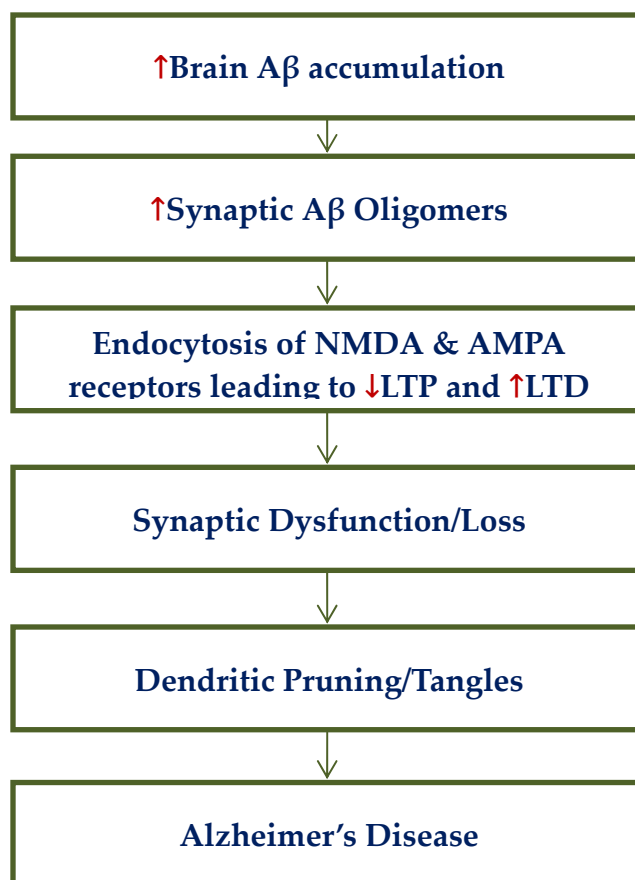 ↑Brain Aβ accumulation
↑Synaptic Aβ Oligomers
Endocytosis of NMDA & AMPA
receptors leading to ↓LTP and ↑LTD
Synaptic Dysfunction/Loss
Dendritic Pruning/Tangles
Alzheimer’s Disease